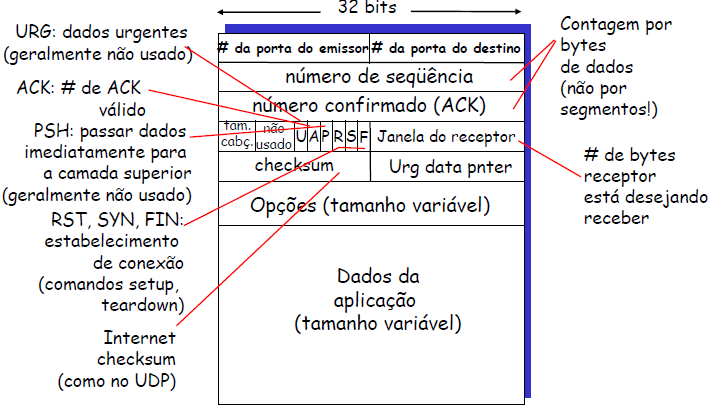 32 bits
URG: dados urgentes
(geralmente não usado)
ACK: # de ACK
válido
PSH: passar dados
imediatamente para
a camada superior
(geralmente não usado)
RST, SYN, FIN:
estabelecimento
de conexão
(comandos setup,
teardown)
Internet
checksum
(como no UDP)
# da porta do emissor
# da porta do destino
número de seqüência
número confirmado (ACK)
tam.
cabç.
não
usado
U A P R S F
Janela do receptor
checksum
Urg data pnter
Opções (tamanho variável)
Dados da
aplicação
(tamanho variável)
Contagem por
bytes
de dados
(não por
segmentos!)
# de bytes
receptor
está desejando
receber